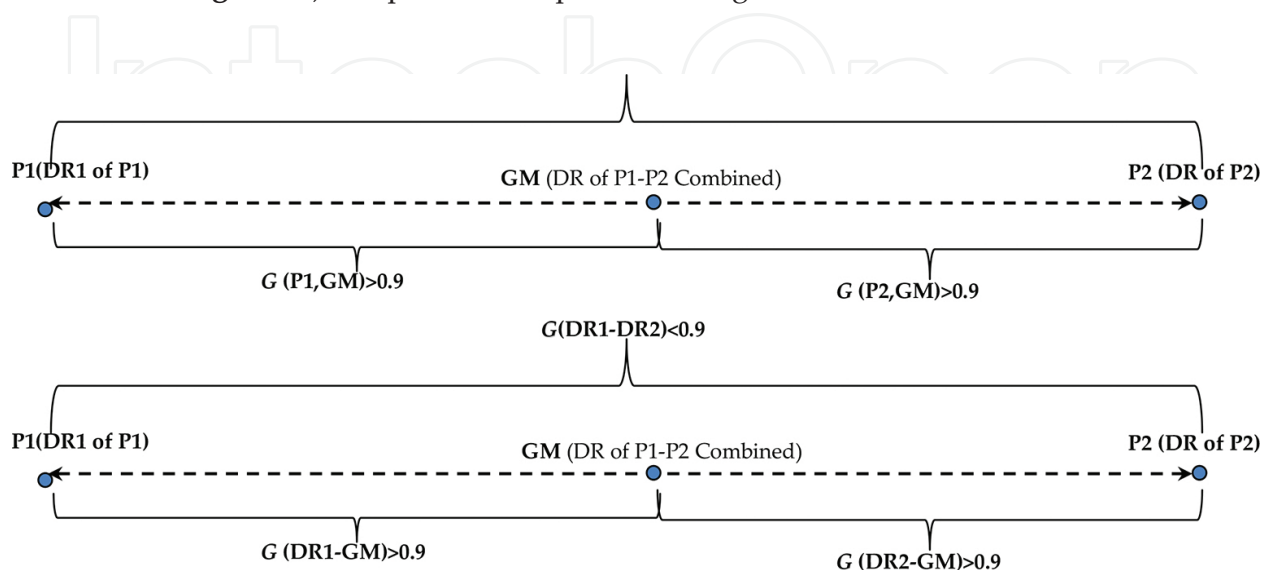 P1(DR1 of P1)
GM (DR of P1-P2 Combined)
P2 (DR of P2)
G (P1,GM)>0.9
G (P2,GM)>0.9
G(DR1-DR2)<0.9
P1(DR1 of P1)
GM (DR of P1-P2 Combined)
P2 (DR of P2)
G (DR1-GM)>0.9
G (DR2-GM)>0.9